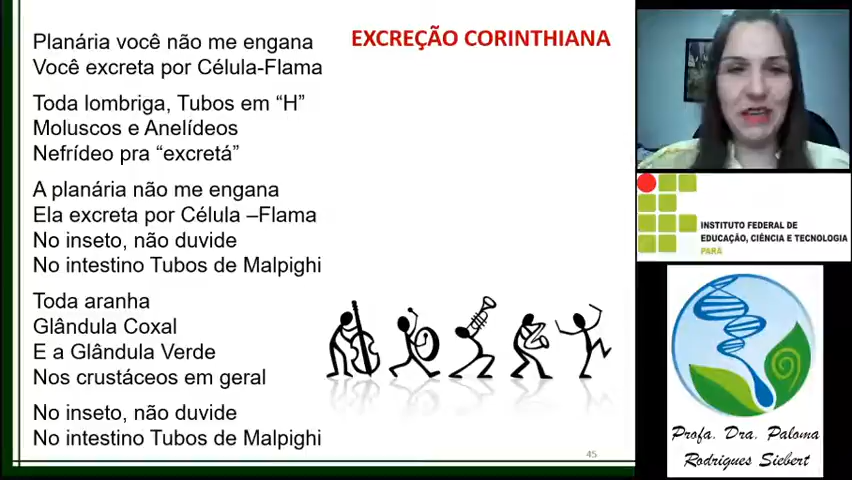 EXCREÇÃO CORINTHIANA
Planária você não me engana
Você excreta por Célula-Flama
Toda lombriga, Tubos em “H”
Moluscos e Anelídeos
Nefrídeo pra “excretá”
A planária não me engana
Ela excreta por Célula –Flama
No inseto, não duvide
No intestino Tubos de Malpighi
Toda aranha
Glândula Coxal
E a Glândula Verde
Nos crustáceos em geral
No inseto, não duvide
No intestino Tubos de Malpighi
45
INSTITUTO FEDERAL DE
EDUCAÇÃO, CIÊNCIA E TECNOLOGIA
PARÁ
Profa. Dra. Paloma
Rodrigues Siebert